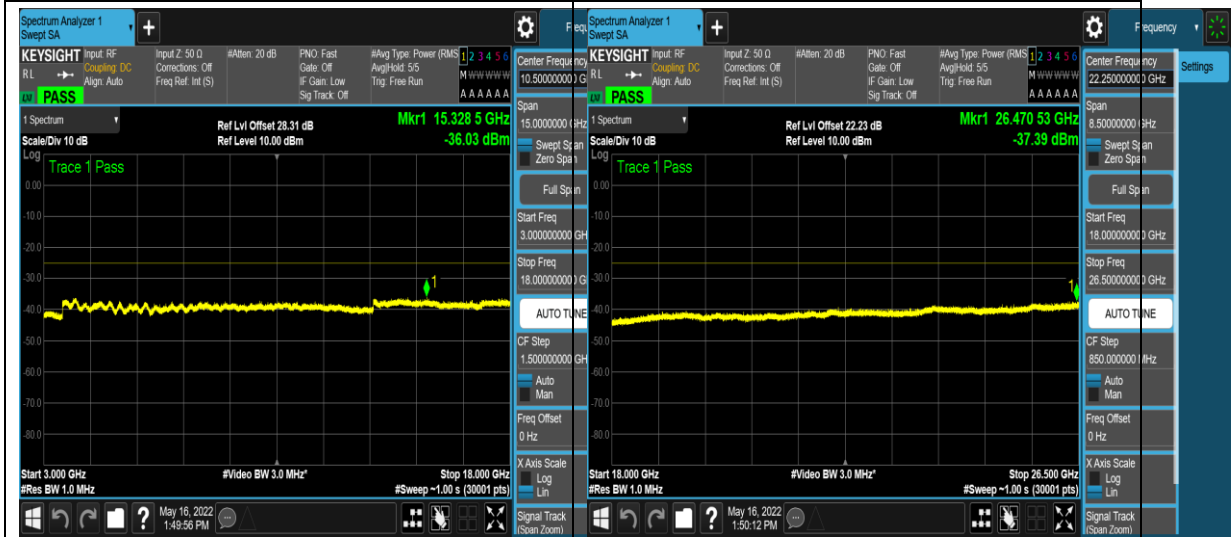 Spectrum Analyzer 1
Swept SA
KEYSIGHT
RL
Input: RF
Coupling: DC
Align: Auto
Input Z: 50 Ω
Corrections: Off
Freq Ref: Int (S)
#Atten: 20 dB
PNO: Fast
Gate: Off
IF Gain: Low
Sig Track: Off
#Avg Type: Power (RMS
Avg|Hold: 5/5
Trig: Free Run
1 2 3 4 5 6
M W W W W W
A A A A A A
PASS
1 Spectrum
Scale/Div 10 dB
Ref Lvl Offset 28.31 dB
Ref Level 10.00 dBm
Mkr1 15.328 5 GHz
-36.03 dBm
Log
Trace 1 Pass
0.00
-10.0
-20.0
-30.0
-40.0
-50.0
-60.0
-70.0
-80.0
1
Start 3.000 GHz
#Res BW 1.0 MHz
#Video BW 3.0 MHz*
Stop 18.000 GHz
#Sweep ~1.00 s (30001 pts)
?
May 16, 2022
1:49:56 PM
Frequ
Center Frequency
10.50000000 G
Span
15.0000000 GHz
Swept Span
Zero Span
Full Span
Start Freq
3.000000000 GH
Stop Freq
18.00000000 G
AUTO TUNE
CF Step
1.500000000 GH
Auto
Man
Freq Offset
0 Hz
X Axis Scale
Log
Lin
Signal Track
(Span Zoom)
Spectrum Analyzer 1
Swept SA
KEYSIGHT
RL
Input: RF
Coupling: DC
Align: Auto
Input Z: 50 Ω
Corrections: Off
Freq Ref: Int (S)
#Atten: 20 dB
PNO: Fast
Gate: Off
IF Gain: Low
Sig Track: Off
#Avg Type: Power (RMS
Avg|Hold: 5/5
Trig: Free Run
1 2 3 4 5 6
M W W W W W
A A A A A A
PASS
1 Spectrum
Scale/Div 10 dB
Ref Lvl Offset 22.23 dB
Ref Level 10.00 dBm
Mkr1 26.470 53 GHz
-37.39 dBm
Log
Trace 1 Pass
0.00
-10.0
-20.0
-30.0
-40.0
-50.0
-60.0
-70.0
-80.0
1
Start 18.000 GHz
#Res BW 1.0 MHz
#Video BW 3.0 MHz*
Stop 26.500 GHz
#Sweep ~1.00 s (30001 pts)
?
May 16, 2022
1:50:12 PM
Frequency
Settings
Center Frequency
22.250000000 GHz
Span
8.50000000 GHz
Swept Span
Zero Span
Full Span
Start Freq
18.000000000 GHz
Stop Freq
26.500000000 GHz
AUTO TUNE
CF Step
850.000000 MHz
Auto
Man
Freq Offset
0 Hz
X Axis Scale
Log
Lin
Signal Track
(Span Zoom)